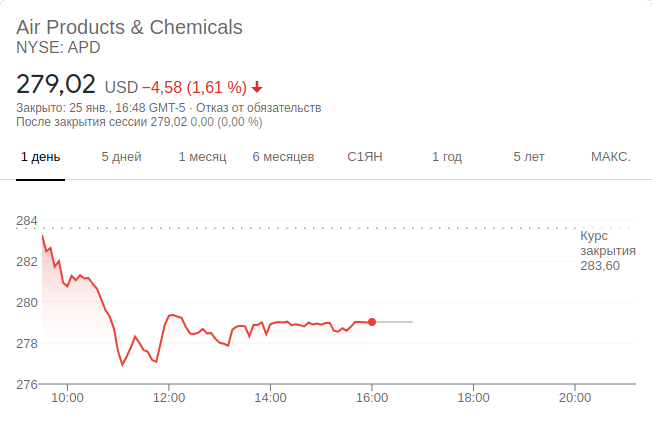 Air Products & Chemicals
NYSE: APD
279,02 USD −4,58 (1,61 %)
Закрыто: 25 янв., 16:48 GMT-5 · Отказ от обязательств
После закрытия сессии 279,02 0,00 (0,00 %)
1 день 5 дней 1 месяц 6 месяцев С1ЯН 1 год 5 лет МАКС.
284
Курс
закрытия
283,60
282
280
278
276
10:00 12:00 14:00 16:00 18:00 20:00